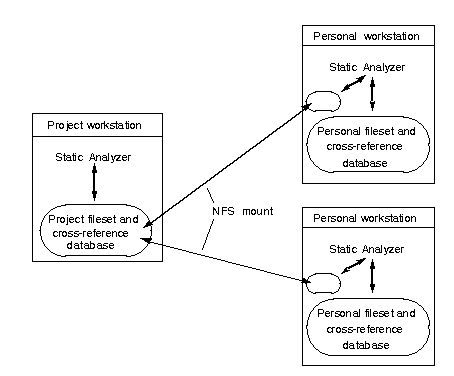 Personal workstation
Static Analyzer
Personal fileset and
cross-reference
database
Project workstation
Static Analyzer
Project fileset and
cross-reference
database
NFS mount
Personal workstation
Static Analyzer
Personal fileset and
cross-reference
database